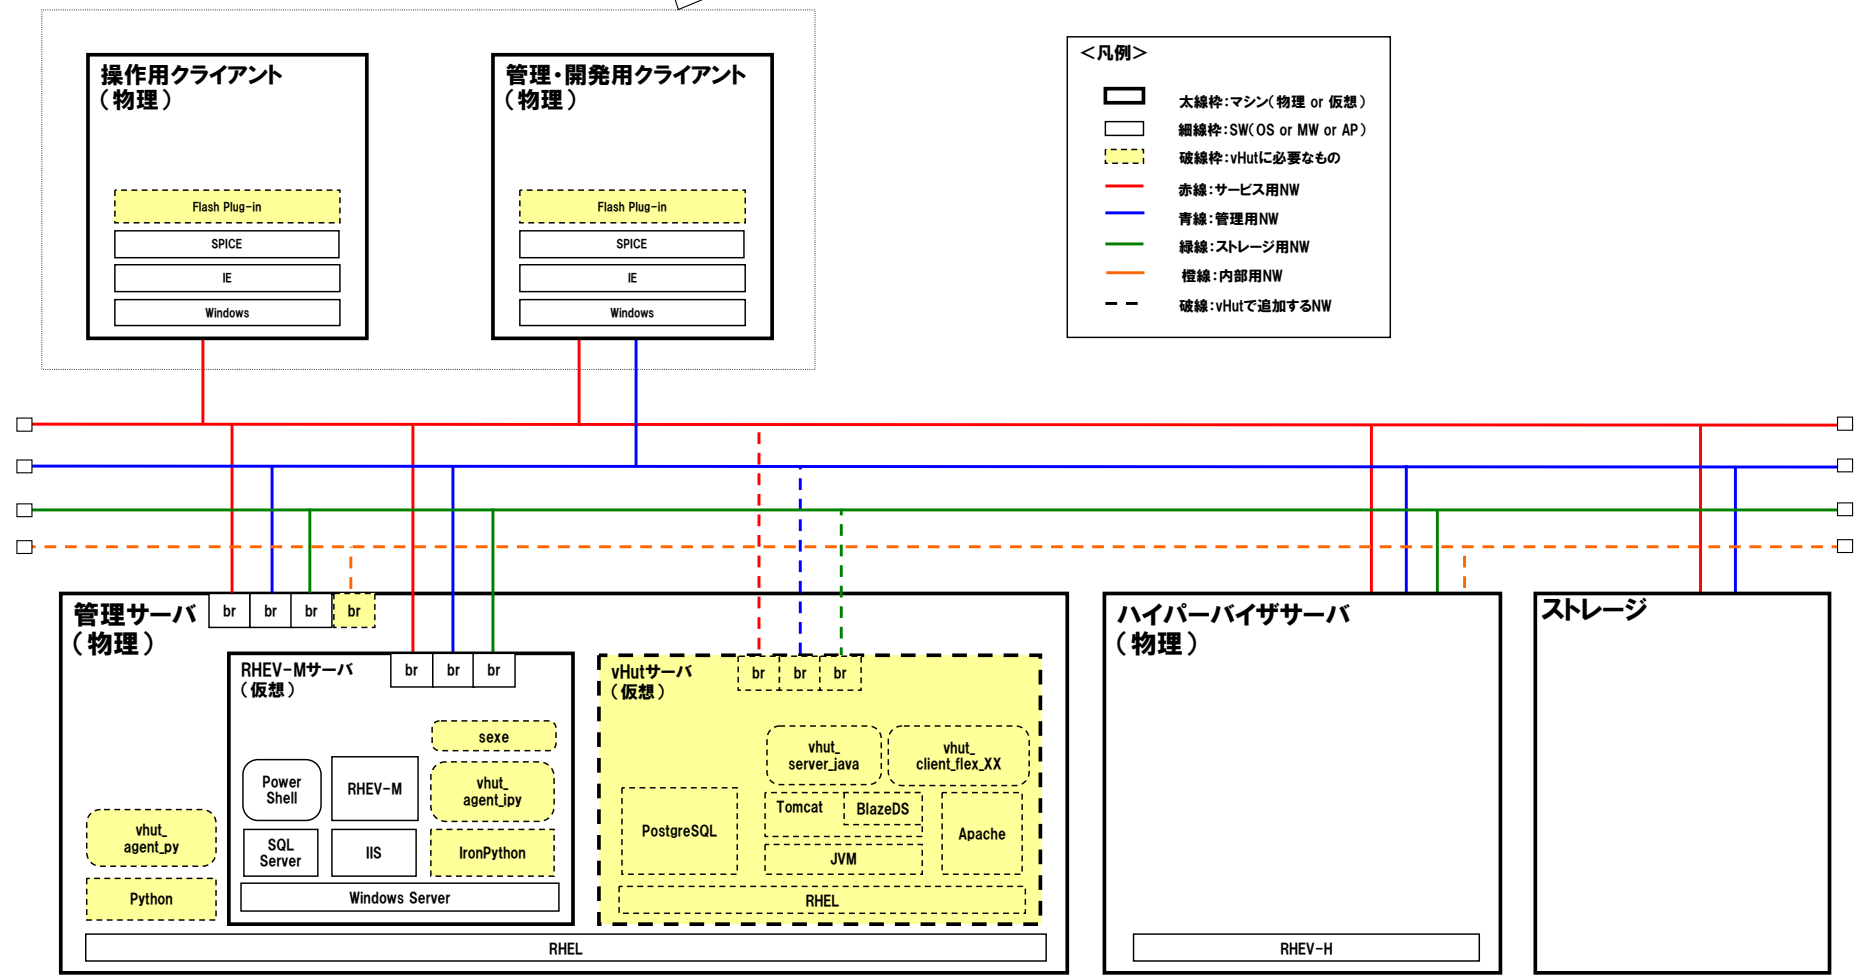 操作用クライアント
（物理）
Flash Plug-in
SPICE
IE
Windows
管理・開発用クライアント
（物理）
Flash Plug-in
SPICE
IE
Windows
＜凡例＞
太線枠：マシン（物理 or 仮想）
細線枠：SW（OS or MW or AP）
破線枠：vHutに必要なもの
赤線：サービス用NW
青線：管理用NW
緑線：ストレージ用NW
橙線：内部用NW
破線：vHutで追加するNW
管理サーバ
（物理）
br
br
br
br
RHEV-Mサーバ
（仮想）
br
br
br
sexe
Power
Shell
RHEV-M
vhut_
agent_ipy
SQL
Server
IIS
IronPython
Windows Server
vhut_
agent_py
Python
vHutサーバ
（仮想）
br
br
br
vhut_
server_java
vhut_
client_flex_XX
PostgreSQL
Tomcat
BlazeDS
JVM
Apache
RHEL
RHEL
ハイパーバイザサーバ
（物理）
RHEV-H
ストレージ